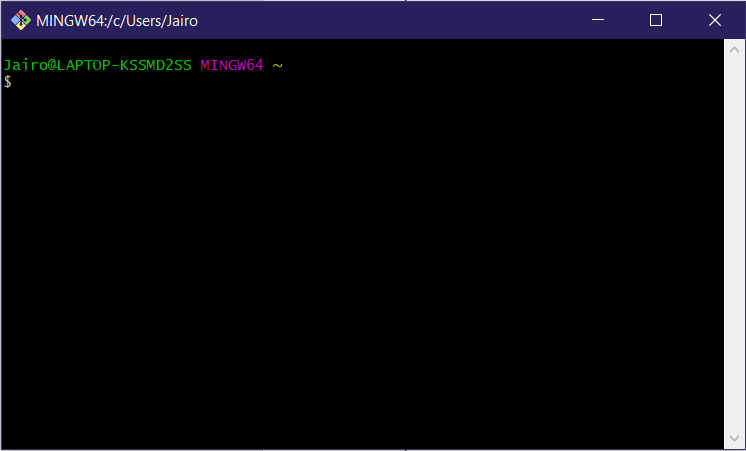 MINGW64:/c/Users/Jairo
Jairo@LAPTOP-KSSMD2SS MINGW64 ~
$